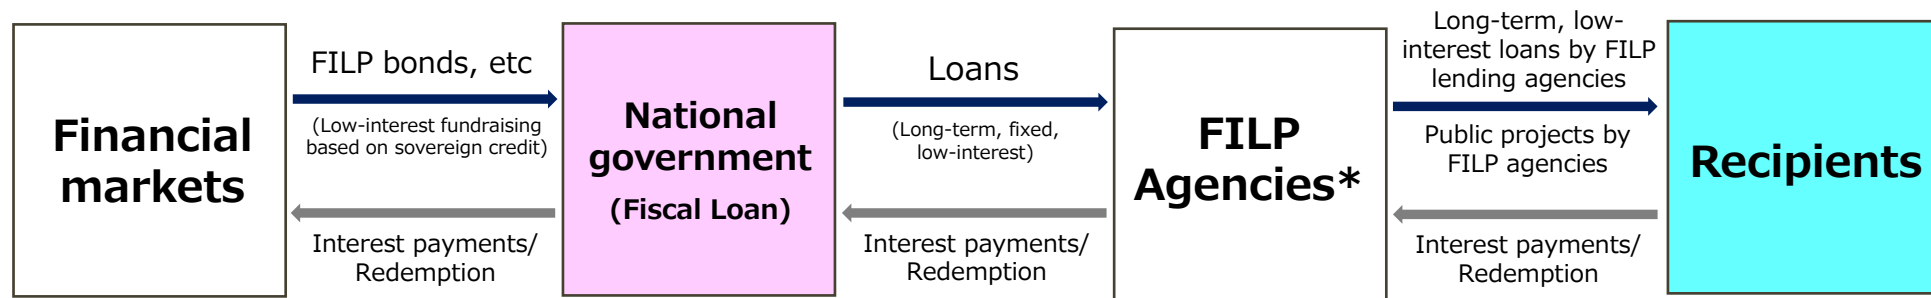 Financial
markets
FILP bonds, etc
(Low-interest fundraising
based on sovereign credit)
Interest payments/
Redemption
National
government
(Fiscal Loan)
Loans
(Long-term, fixed,
low-interest)
Interest payments/
Redemption
FILP
Agencies*
Long-term, low-
interest loans by FILP
lending agencies
Public projects by
FILP agencies
Interest payments/
Redemption
Recipients